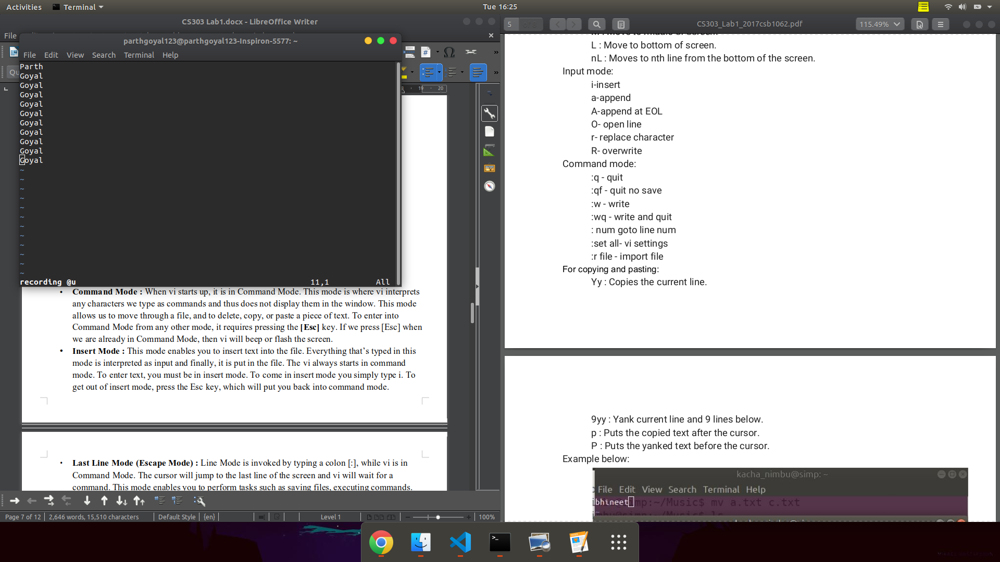 Activities Terminal Tue 16:25
CS303 Lab1.docx - LibreOffice Writer
File
parthgoyal123@parthgoyal123-Inspiron-5577: ~
File Edit View Search Terminal Help
Parth
Goyal
Goyal
Goyal
Goyal
Goyal
Goyal
Goyal
Goyal
Goyal
Goyal
~
~
~
~
~
~
~
~
~
~
~
~
recording @u 11,1 All
19 20
• Command Mode : When vi starts up, it is in Command Mode. This mode is where vi interprets
any characters we type as commands and thus does not display them in the window. This mode
allows us to move through a file, and to delete, copy, or paste a piece of text. To enter into
Command Mode from any other mode, it requires pressing the [Esc] key. If we press [Esc] when
we are already in Command Mode, then vi will beep or flash the screen.
• Insert Mode : This mode enables you to insert text into the file. Everything that’s typed in this
mode is interpreted as input and finally, it is put in the file. The vi always starts in command
mode. To enter text, you must be in insert mode. To come in insert mode you simply type i. To
get out of insert mode, press the Esc key, which will put you back into command mode.
• Last Line Mode (Escape Mode) : Line Mode is invoked by typing a colon [:], while vi is in
Command Mode. The cursor will jump to the last line of the screen and vi will wait for a
command. This mode enables you to perform tasks such as saving files, executing commands.
Page 7 of 12 2,646 words, 15,510 characters Default Style {en} Level 1 100%
5 of 8 CS303_Lab1_2017csb1062.pdf 115.49%
M : Move to middle of screen.
L : Move to bottom of screen.
nL : Moves to nth line from the bottom of the screen.
Input mode:
i-insert
a-append
A-append at EOL
O- open line
r- replace character
R- overwrite
Command mode:
:q - quit
:qf - quit no save
:w - write
:wq - write and quit
: num goto line num
:set all- vi settings
:r file - import file
For copying and pasting:
Yy : Copies the current line.
9yy : Yank current line and 9 lines below.
p : Puts the copied text after the cursor.
P : Puts the yanked text before the cursor.
Example below:
kacha_nimbu@simp: ~
File Edit View Search Terminal Help
bhineet :~/Music$ mv a.txt c.txt